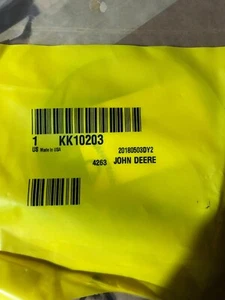 1 KK10203
US Made in USA 20180503DY2
4263 JOHN DEERE